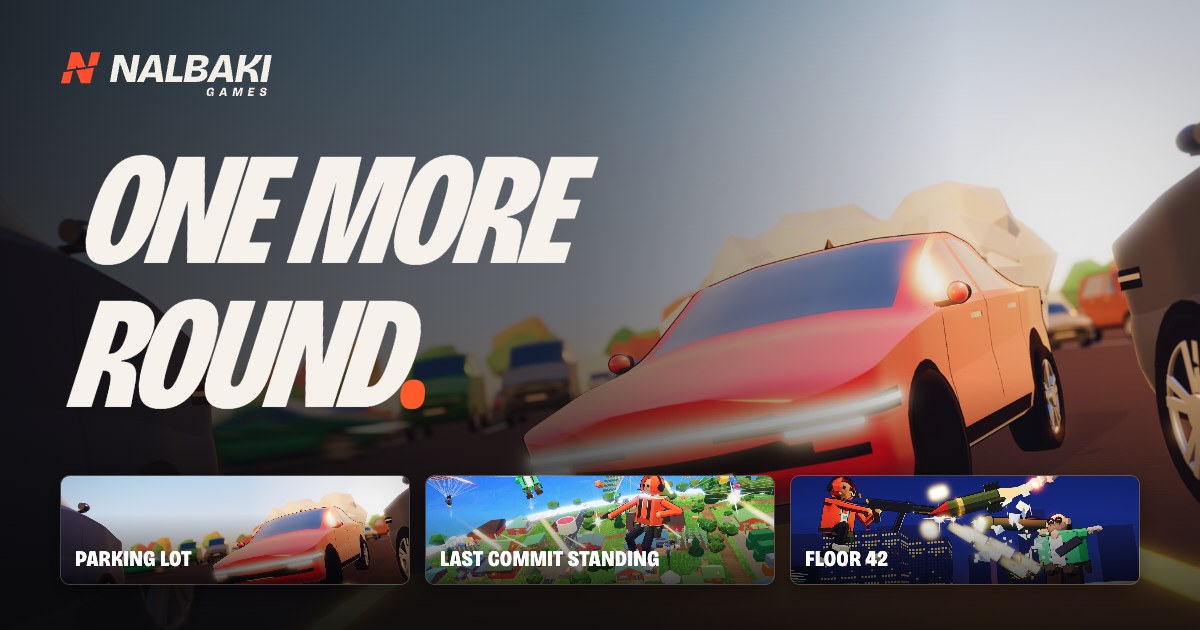 NALBAKI
GAMES
ONE MORE
ROUND.
PARKING LOT
LAST COMMIT STANDING
FLOOR 42